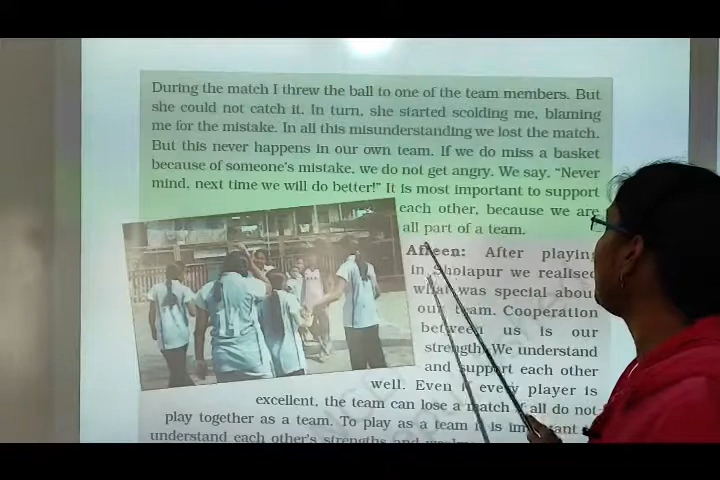 During the match I threw the ball to one of the team members. But
she could not catch it. In turn, she started scolding me, blaming
me for the mistake. In all this misunderstanding we lost the match.
But this never happens in our own team. If we do miss a basket
because of someone's mistake, we do not get angry. We say, "Never
mind, next time we will do better!" It is most important to support
each other, because we are
all part of a team.
Afreen: After playing
in Sholapur we realised
what was special about
our team. Cooperation
between us is our
strength. We understand
and support each other
well. Even if every player is
excellent, the team can lose a match if all do not
play together as a team. To play as a team it is important
understand each other's strengths and